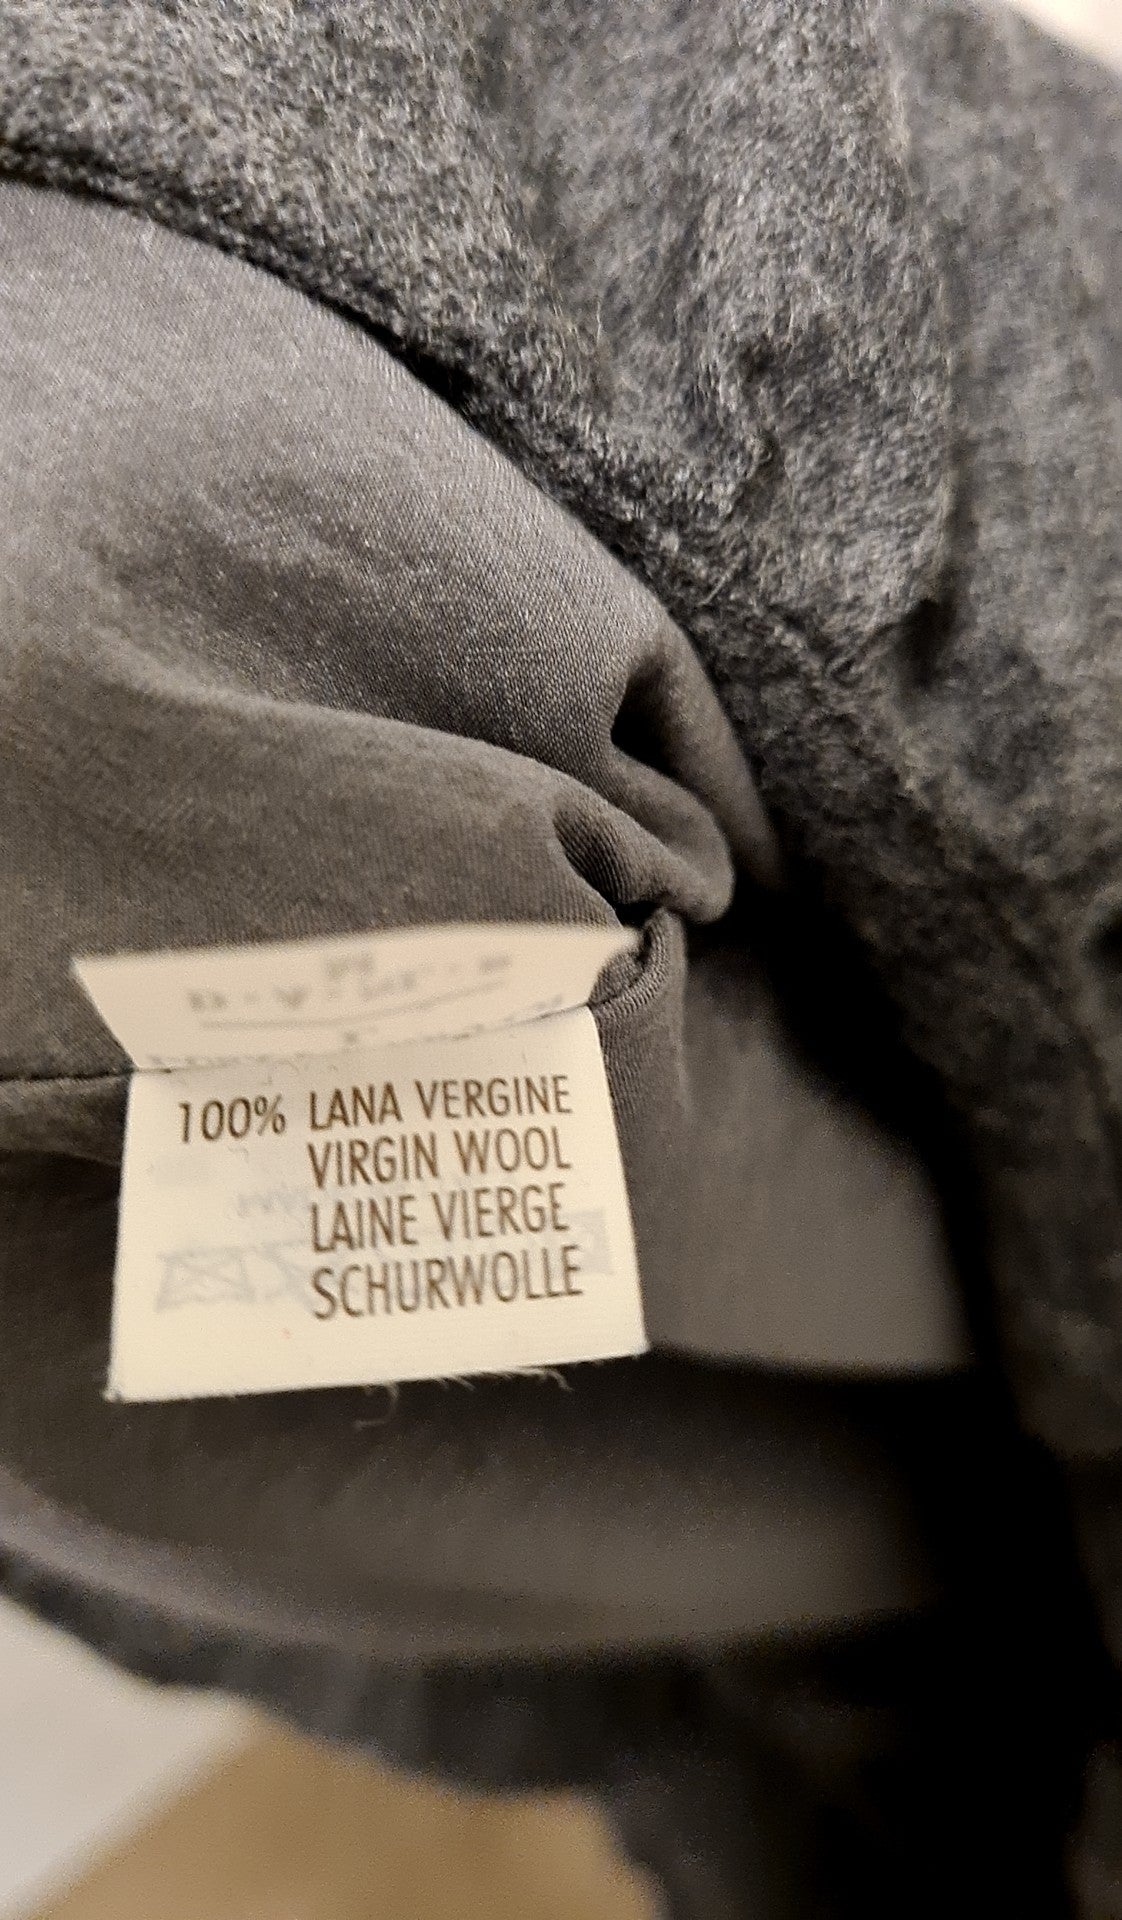 100% LANA VERGINE
VIRGIN WOOL
LAINE VIERGE
SCHURWOLLE